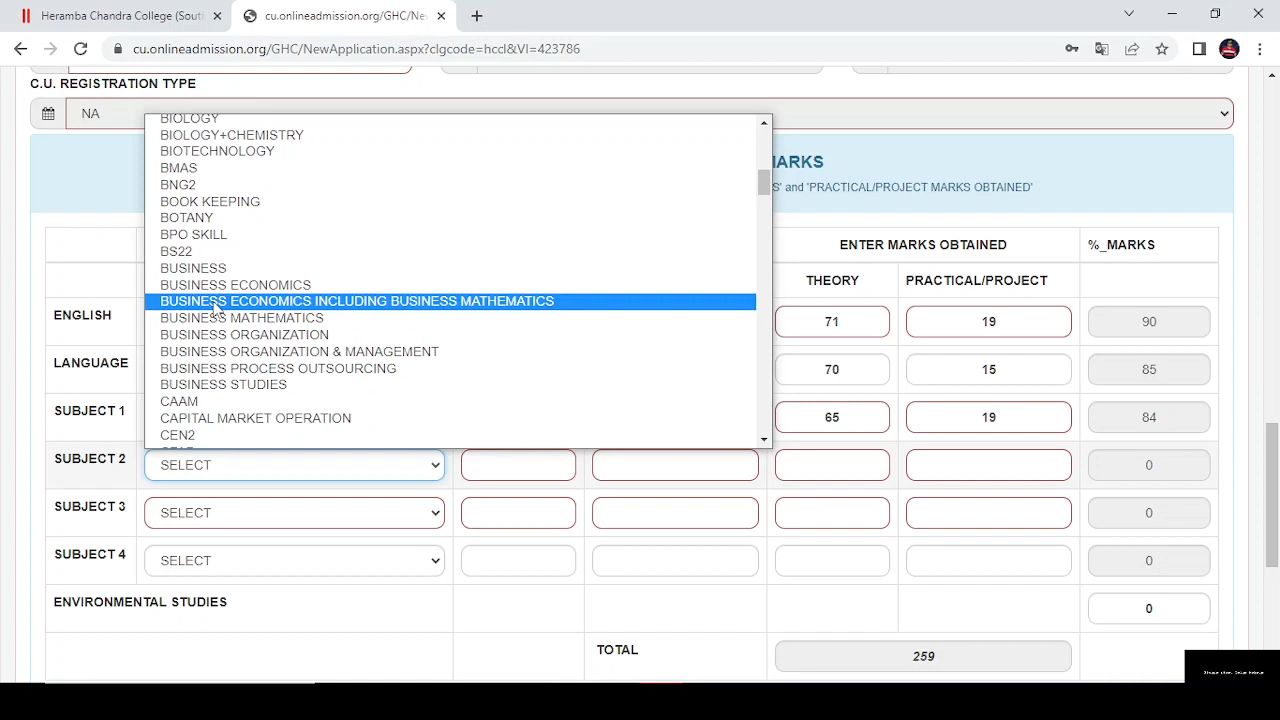 Heramba Chandra College (South
cu.onlineadmission.org/GHC/Ne
cu.onlineadmission.org/GHC/NewApplication.aspx?clgcode=hccl&VI=423786
C.U. REGISTRATION TYPE
NA
BIOLOGY
BIOLOGY+CHEMISTRY
BIOTECHNOLOGY
BMAS
BNG2
BOOK KEEPING
BOTANY
BPO SKILL
BS22
BUSINESS
BUSINESS ECONOMICS
BUSINESS ECONOMICS INCLUDING BUSINESS MATHEMATICS
BUSINESS MATHEMATICS
BUSINESS ORGANIZATION
BUSINESS ORGANIZATION & MANAGEMENT
BUSINESS PROCESS OUTSOURCING
BUSINESS STUDIES
CAAM
CAPITAL MARKET OPERATION
CEN2
MARKS
S' and 'PRACTICAL/PROJECT MARKS OBTAINED'
ENTER MARKS OBTAINED %_MARKS
THEORY PRACTICAL/PROJECT
ENGLISH 71 19 90
LANGUAGE 70 15 85
SUBJECT 1 65 19 84
SUBJECT 2 SELECT 0
SUBJECT 3 SELECT 0
SUBJECT 4 SELECT 0
ENVIRONMENTAL STUDIES 0
TOTAL 259